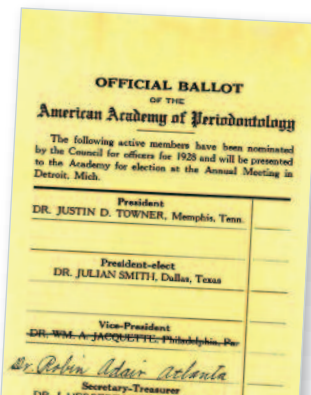 OFFICIAL BALLOT
OF THE
American Academy of Periodontology
The following active members have been nominated
by the Council for officers for 1928 and will be presented
to the Academy for election at the Annual Meeting in
Detroit, Mich.
President
DR. JUSTIN D. TOWNER, Memphis, Tenn.
President-elect
DR. JULIAN SMITH, Dallas, Texas
Vice-President
DR. WM. A. JACQUETTE, Philadelphia, Pa.
Dr. Robin Adair Atlanta
Secretary-Treasurer
DR. J.